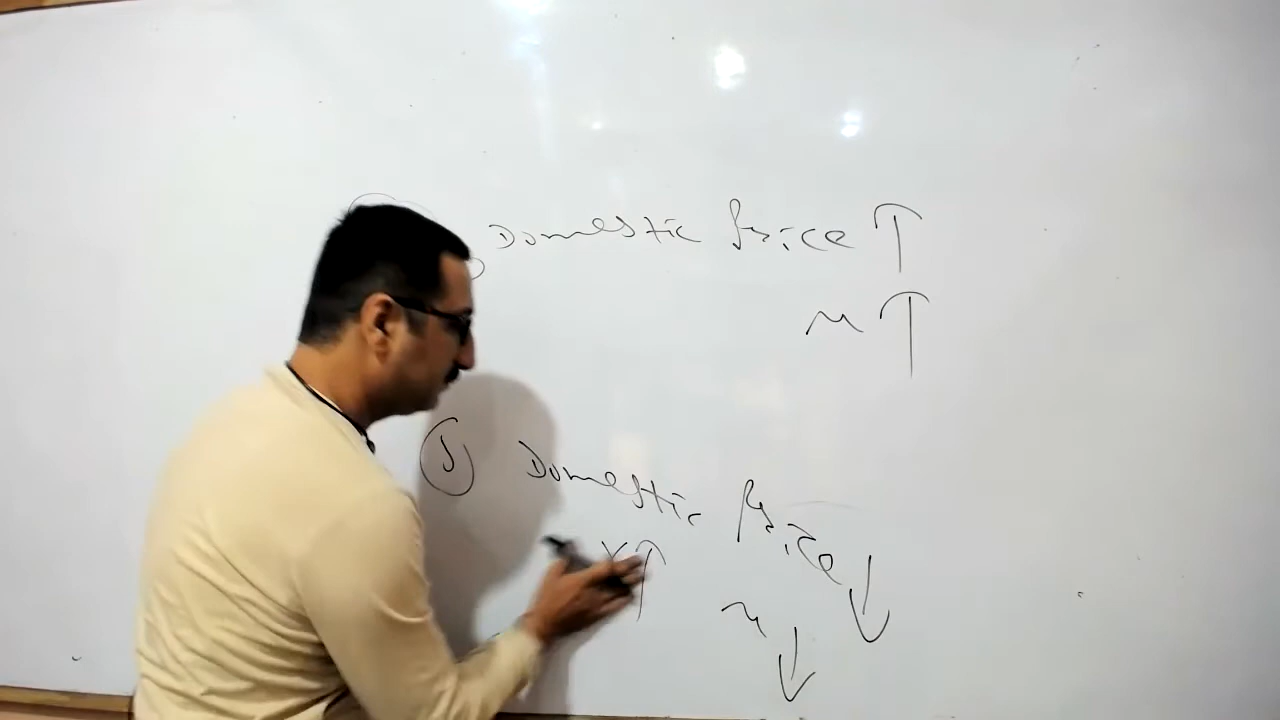 Domestic price ↑
M ↑
Domestic price ↓
↑
↓